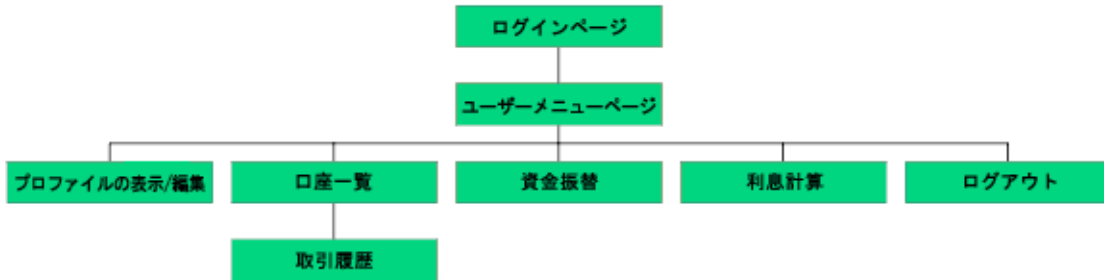 ログインページ
ユーザーメニューページ
プロファイルの表示/編集
口座一覧
資金振替
利息計算
ログアウト
取引履歴